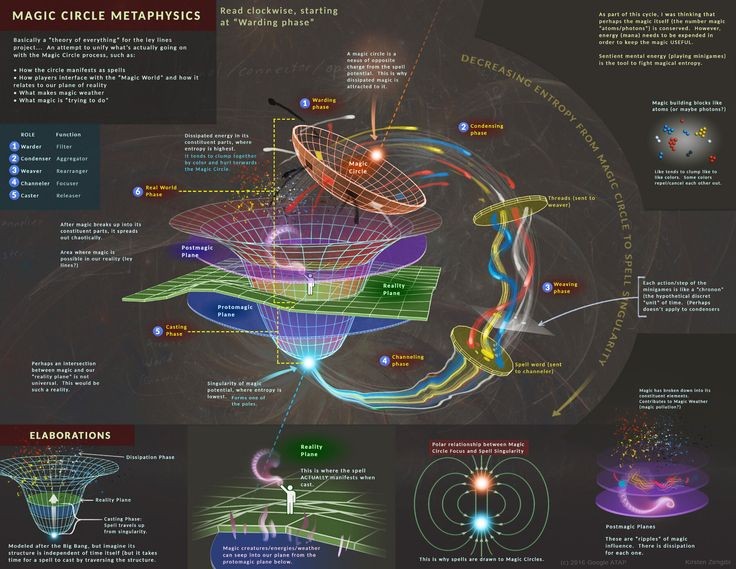 MAGIC CIRCLE METAPHYSICS
Read clockwise, starting
at "Warding phase"
Basically a "theory of everything" for the ley lines
project... An attempt to unify what's actually going on
with the Magic Circle process, such as:
• How the circle manifests as spells
• How players interface with the "Magic World" and how it
relates to our plane of reality
• What makes magic weather
• What magic is "trying to do"
As part of this cycle, I was thinking that
perhaps the magic itself (the number magic
"atoms/photons") is conserved. However,
energy (mana) needs to be expended in
order to keep the magic USEFUL.
Sentient mental energy (playing minigames)
is the tool to fight magical entropy.
A magic circle is a
nexus of opposite
charge from the spell
potential. This is why
dissipated magic is
attracted to it.
DECREASING ENTROPY FROM MAGIC CIRCLE TO SPELL SINGULARITY
Magic building blocks like
atoms (or maybe photons?)
Like tends to clump like to
like colors. Some colors
repel/cancel each other out.
ROLE Function
1 Warder Filter
2 Condenser Aggregator
3 Weaver Rearranger
4 Channeler Focuser
5 Caster Releaser
1 Warding
phase
2 Condensing
phase
Dissipated energy in its
constituent parts, where
entropy is highest.
It tends to clump together
by color and hurl torwards
the Magic Circle.
Magic
Circle
6 Real World
Phase
Threads (sent to
weaver)
After magic breaks up into its
constituent parts, it spreads
out chaotically.
Area where magic is
possible in our reality (ley
lines?)
Postmagic
Plane
Reality
Plane
Protomagic
Plane
3 Weaving
phase
Each action/step of the
minigames is like a "chronon"
(the hypothetical discret
"unit" of time. (Perhaps
doesn't apply to condensers
5 Casting
Phase
4 Channeling
phase
Spell word (sent
to channeler)
Perhaps an intersection
between magic and our
"reality plane" is not
universal. This would be
such a reality.
Singularity of magic
potential, where entropy is
lowest. Forms one of
the poles.
Magic has broken down into its
constituent elements.
Contributes to Magic Weather
(magic pollution?)
ELABORATIONS
Dissipation Phase
Reality Plane
Casting Phase:
Spell travels up
from singularity.
Modeled after the Big Bang, but imagine its
structure is independent of time itself (but it takes
time for a spell to cast by traversing the structure.
Reality
Plane
This is where the spell
ACTUALLY manifests when
cast.
Magic creatures/energies/weather
can seep into our plane from the
protomagic plane below.
Polar relationship between Magic
Circle Focus and Spell Singularity
This is why spells are drawn to Magic Circles.
Postmagic Planes
These are "ripples" of magic
influence. There is dissipation
for each one.
(c) 2016 Google ATAP